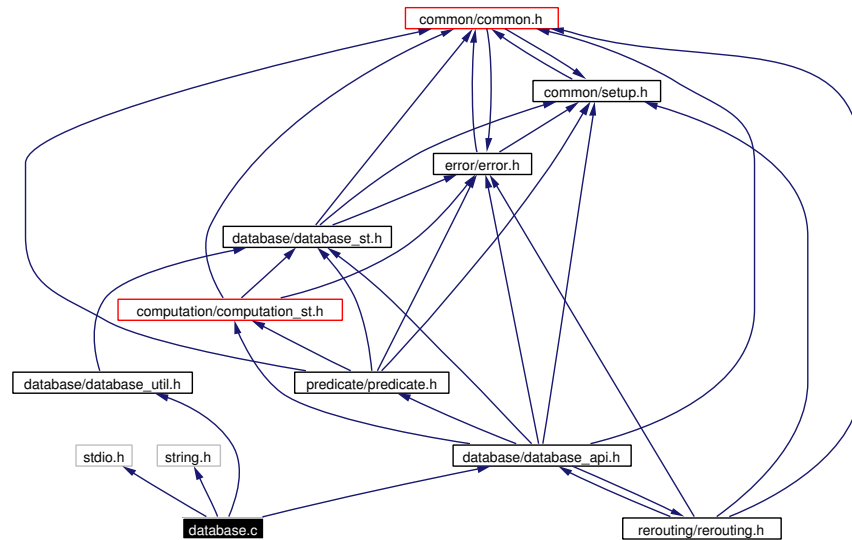 common/common.h
common/setup.h
error/error.h
database/database_st.h
computation/computation_st.h
database/database_util.h
predicate/predicate.h
stdio.h
string.h
database/database_api.h
database.c
rerouting/rerouting.h